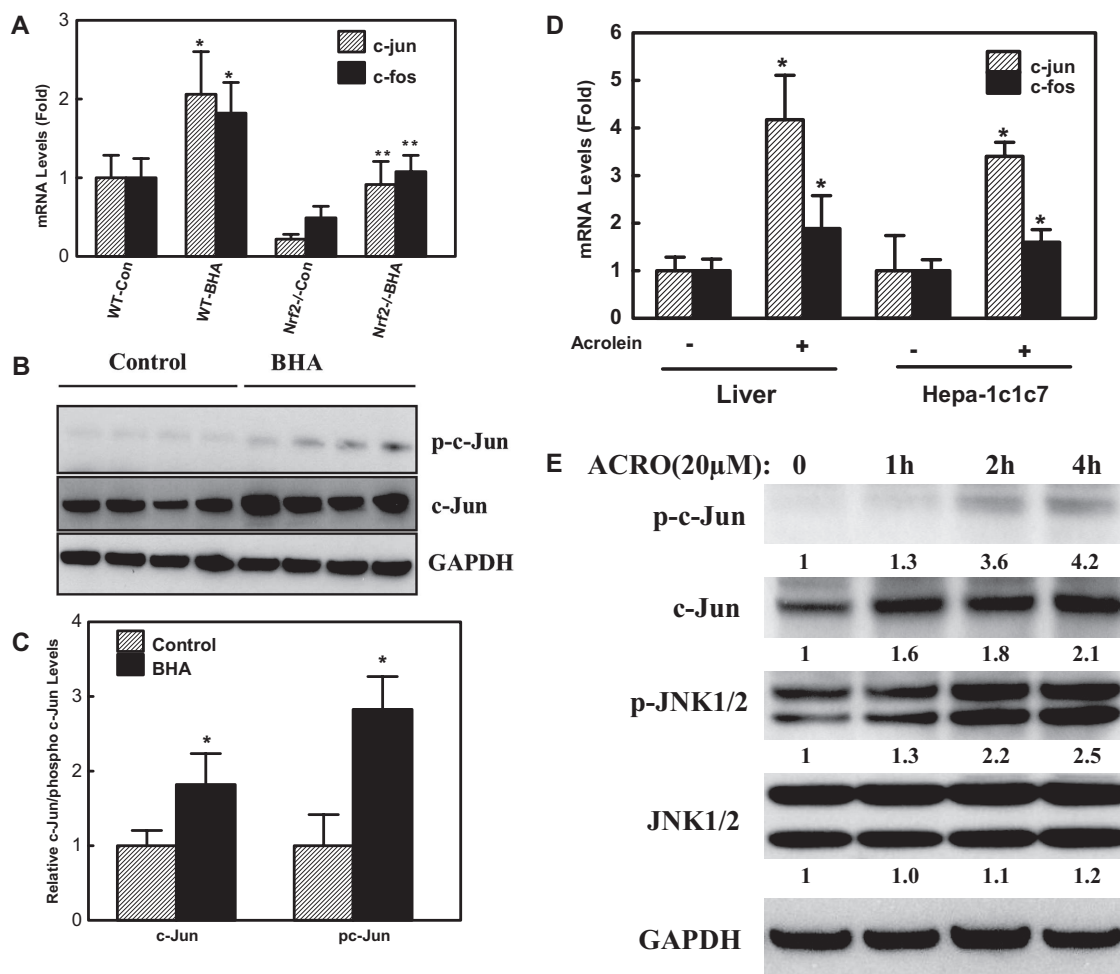 A
mRNA Levels (Fold)
3
2
1
0
c-jun
c-fos
*
*
**
**
WT-Con
WT-BHA
Nrf2-/-Con
Nrf2-/-BHA
B
Control BHA
p-c-Jun
c-Jun
GAPDH
C
Relative c-Jun/phospho c-Jun Levels
4
3
2
1
0
Control
BHA
*
*
c-Jun pc-Jun
D
mRNA Levels (Fold)
6
5
4
3
2
1
0
c-jun
c-fos
*
*
*
*
Acrolein - + - +
Liver Hepa-1c1c7
E
ACRO(20µM): 0 1h 2h 4h
p-c-Jun
1 1.3 3.6 4.2
c-Jun
1 1.6 1.8 2.1
p-JNK1/2
1 1.3 2.2 2.5
JNK1/2
1 1.0 1.1 1.2
GAPDH